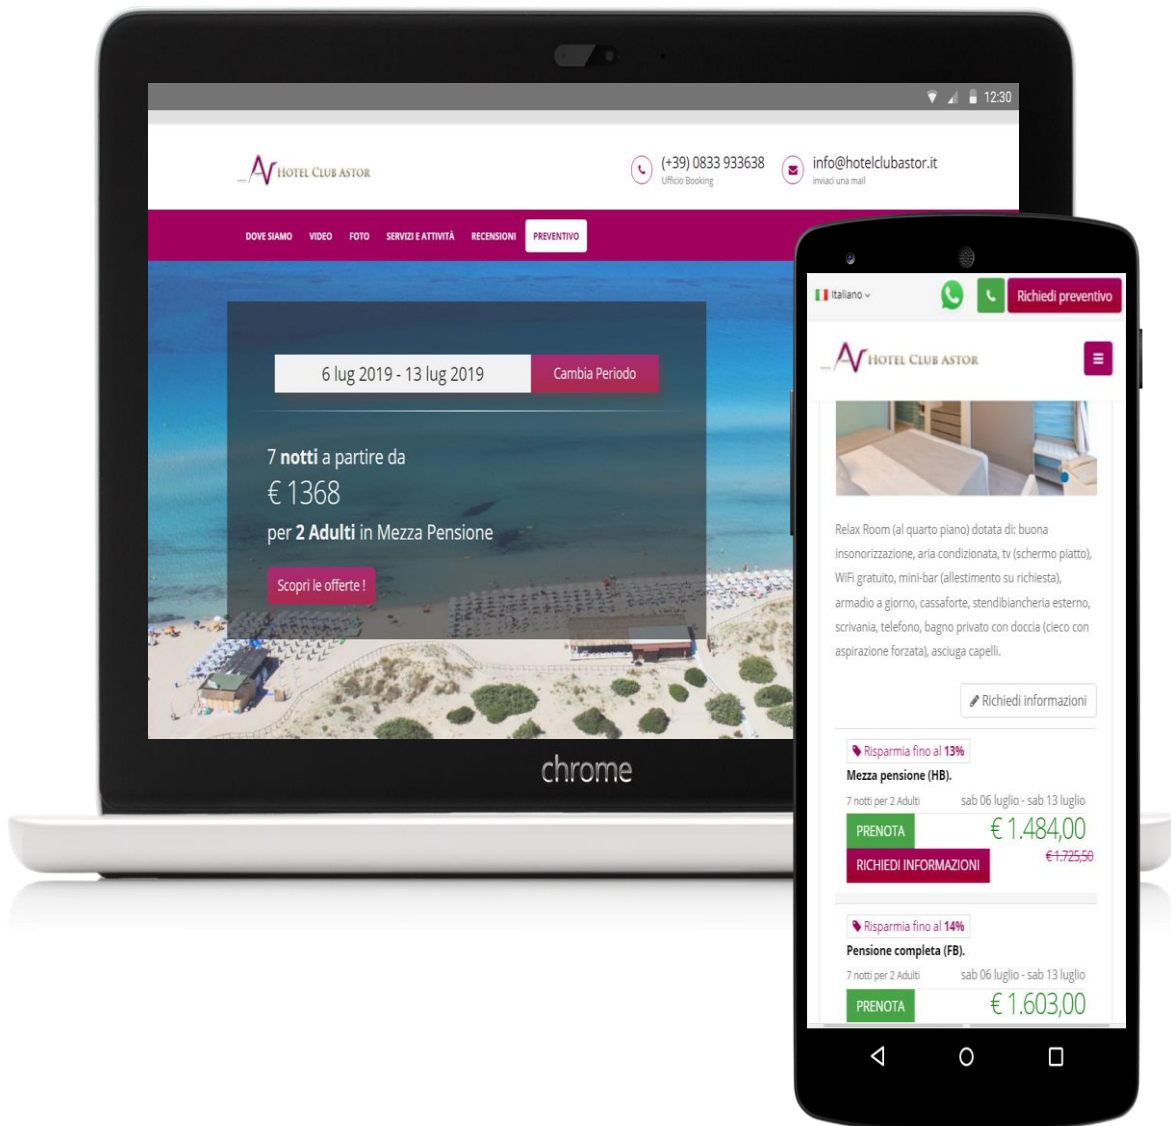 12:30
HOTEL CLUB ASTOR
(+39) 0833 933638
Ufficio Booking
info@hotelclubastor.it
inviaci una mail
DOVE SIAMO VIDEO FOTO SERVIZI E ATTIVITÀ RECENSIONI PREVENTIVO
6 lug 2019 - 13 lug 2019 Cambia Periodo
7 notti a partire da
€ 1368
per 2 Adulti in Mezza Pensione
Scopri le offerte !
chrome
Italiano Richiedi preventivo
HOTEL CLUB ASTOR
Relax Room (al quarto piano) dotata di: buona
insonorizzazione, aria condizionata, tv (schermo piatto),
WiFi gratuito, mini-bar (allestimento su richiesta),
armadio a giorno, cassaforte, stendibiancheria esterno,
scrivania, telefono, bagno privato con doccia (cieco con
aspirazione forzata), asciuga capelli.
Richiedi informazioni
Risparmia fino al 13%
Mezza pensione (HB).
7 notti per 2 Adulti sab 06 luglio - sab 13 luglio
PRENOTA € 1.484,00
RICHIEDI INFORMAZIONI € 1.725,50
Risparmia fino al 14%
Pensione completa (FB).
7 notti per 2 Adulti sab 06 luglio - sab 13 luglio
PRENOTA € 1.603,00